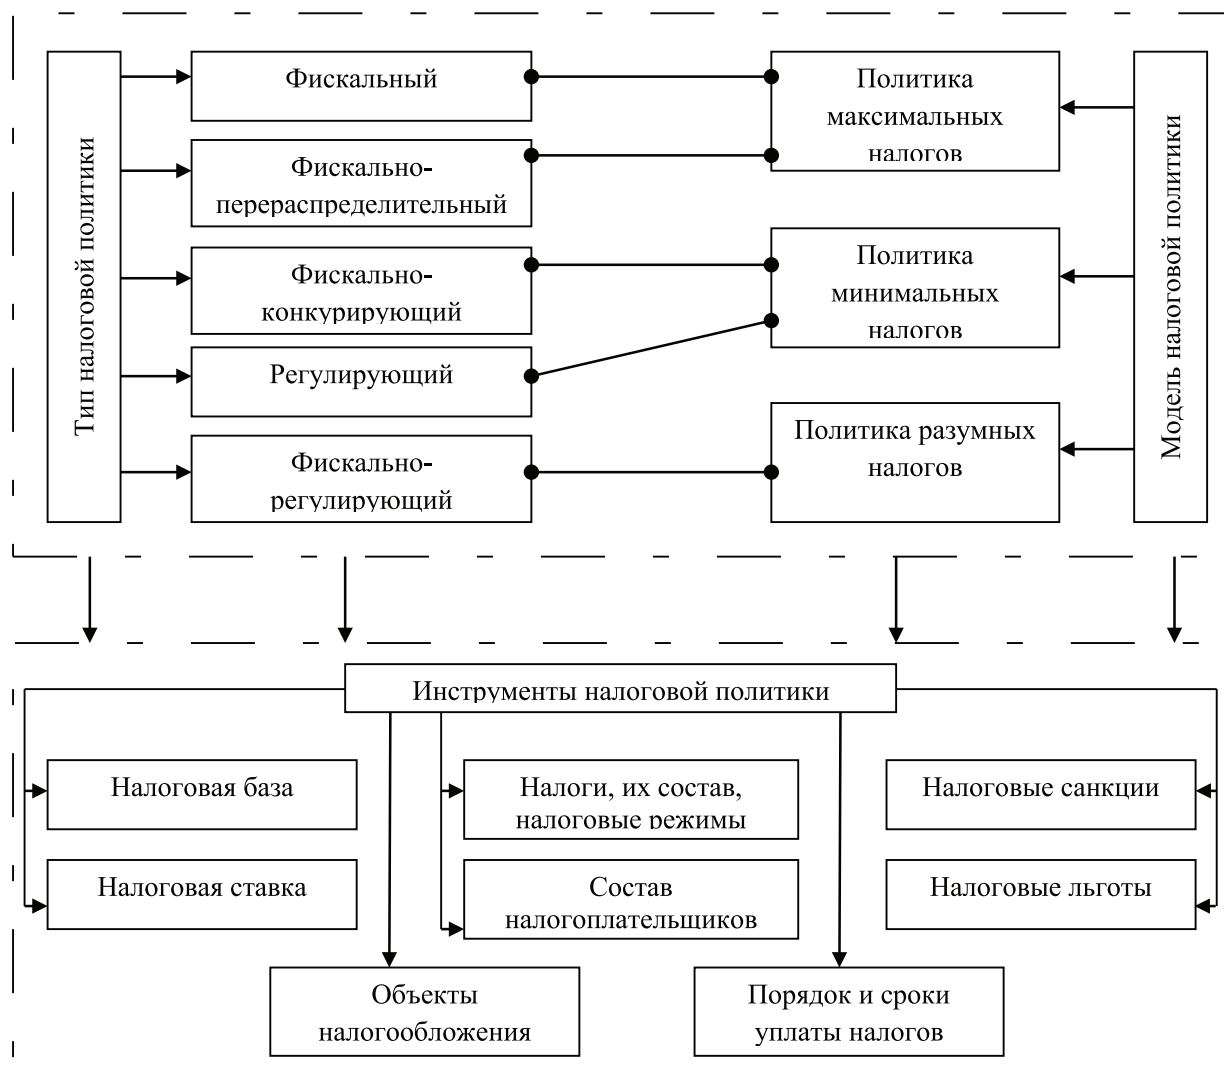 Тип налоговой политики
Фискальный
Фискально-
перераспределительный
Фискально-
конкурирующий
Регулирующий
Фискально-
регулирующий
Политика
максимальных
налогов
Политика
минимальных
налогов
Политика разумных
налогов
Модель налоговой политики
Инструменты налоговой политики
Налоговая база
Налоговая ставка
Налоги, их состав,
налоговые режимы
Состав
налогоплательщиков
Налоговые санкции
Налоговые льготы
Объекты
налогообложения
Порядок и сроки
уплаты налогов